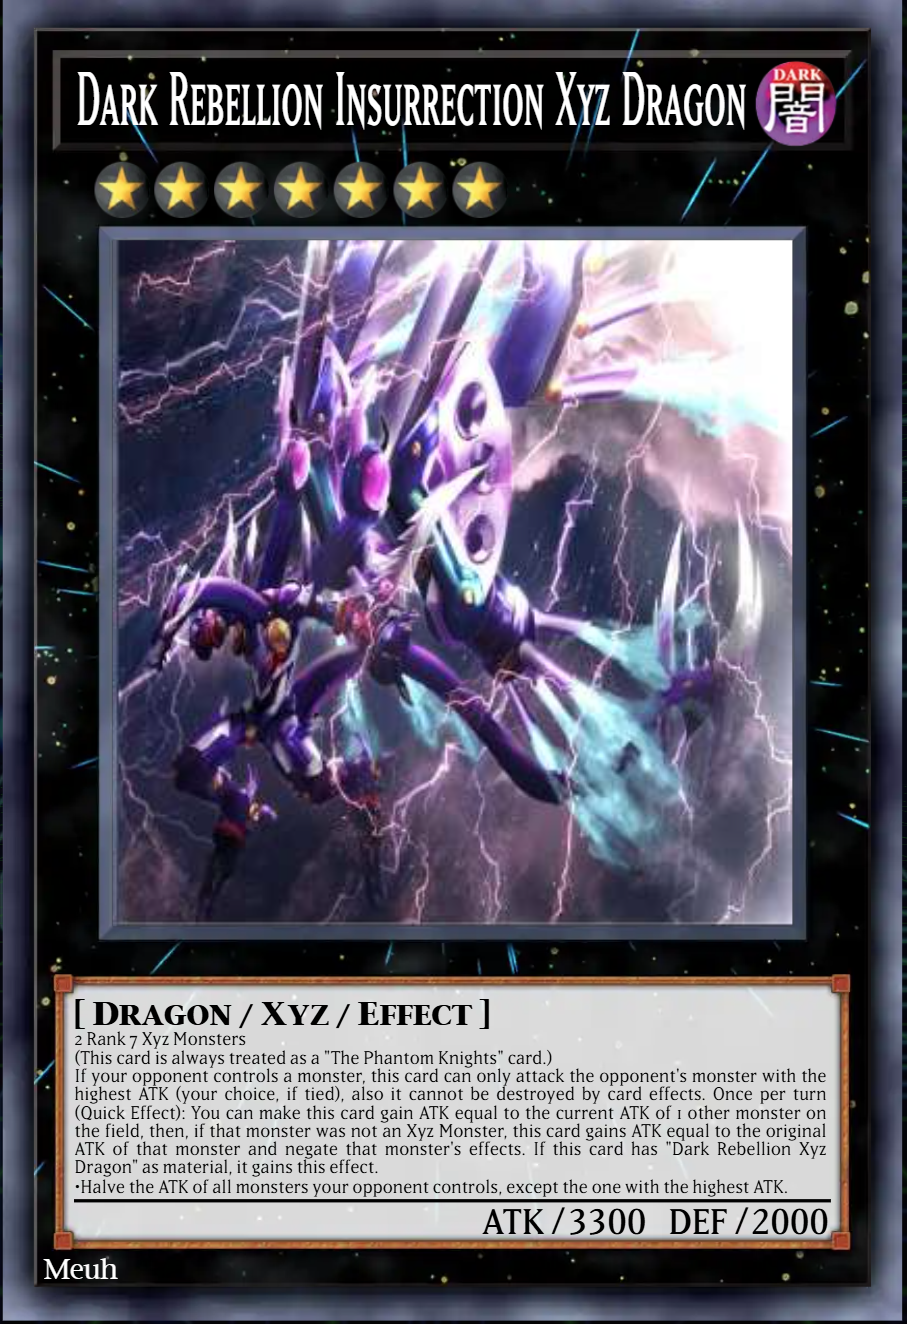 Dark Rebellion Insurrection Xyz Dragon
DARK
闇
[ Dragon / Xyz / Effect ]
2 Rank 7 Xyz Monsters
(This card is always treated as a "The Phantom Knights" card.)
If your opponent controls a monster, this card can only attack the opponent's monster with the
highest ATK (your choice, if tied), also it cannot be destroyed by card effects. Once per turn
(Quick Effect): You can make this card gain ATK equal to the current ATK of 1 other monster on
the field, then, if that monster was not an Xyz Monster, this card gains ATK equal to the original
ATK of that monster and negate that monster's effects. If this card has "Dark Rebellion Xyz
Dragon" as material, it gains this effect.
•Halve the ATK of all monsters your opponent controls, except the one with the highest ATK.
ATK/3300 DEF/2000
Meuh